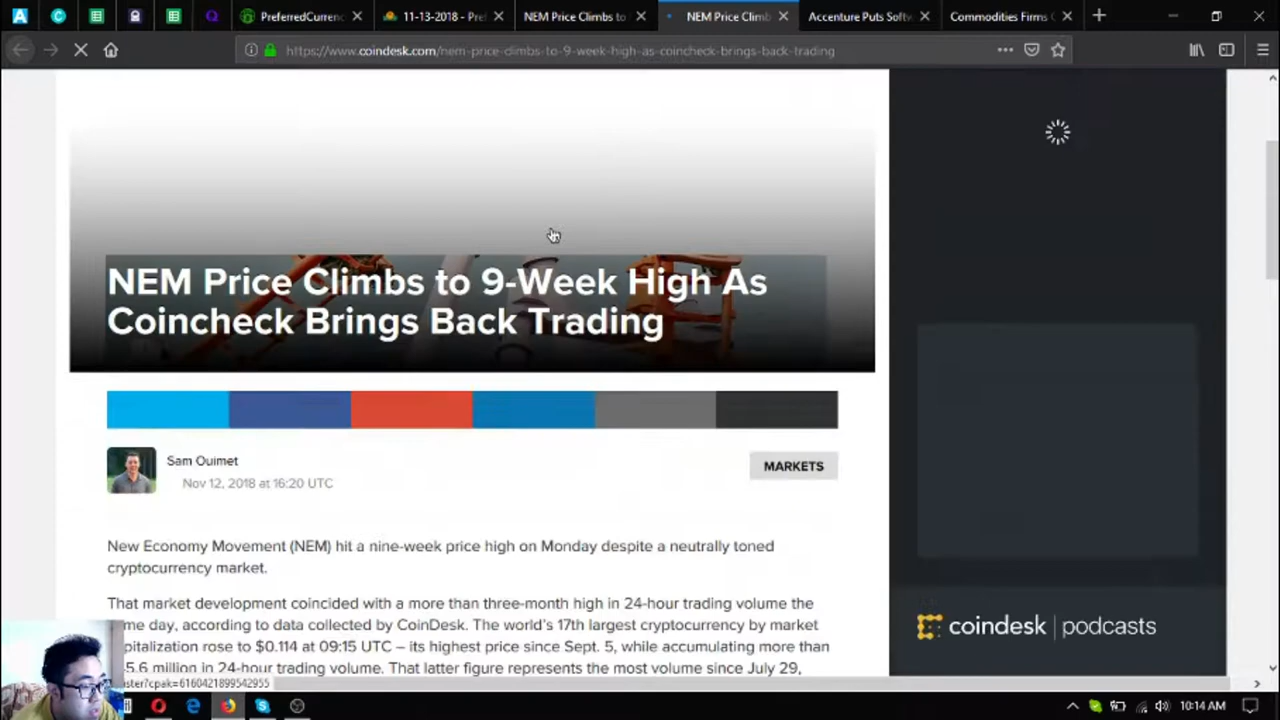 PreferredCurrenc
11-13-2018 - Pref
NEM Price Climbs to
NEM Price Climb
Accenture Puts Softw
Commodities Firms
https://www.coindesk.com/nem-price-climbs-to-9-week-high-as-coincheck-brings-back-trading
NEM Price Climbs to 9-Week High As
Coincheck Brings Back Trading
Sam Ouimet
MARKETS
Nov 12, 2018 at 16:20 UTC
New Economy Movement (NEM) hit a nine-week price high on Monday despite a neutrally toned
cryptocurrency market.
That market development coincided with a more than three-month high in 24-hour trading volume the
me day, according to data collected by CoinDesk. The world's 17th largest cryptocurrency by market
pitalization rose to $0.114 at 09:15 UTC – its highest price since Sept. 5, while accumulating more than
5.6 million in 24-hour trading volume. That latter figure represents the most volume since July 29,
coindesk | podcasts
ster?cpak=6160421899542955
10:14 AM